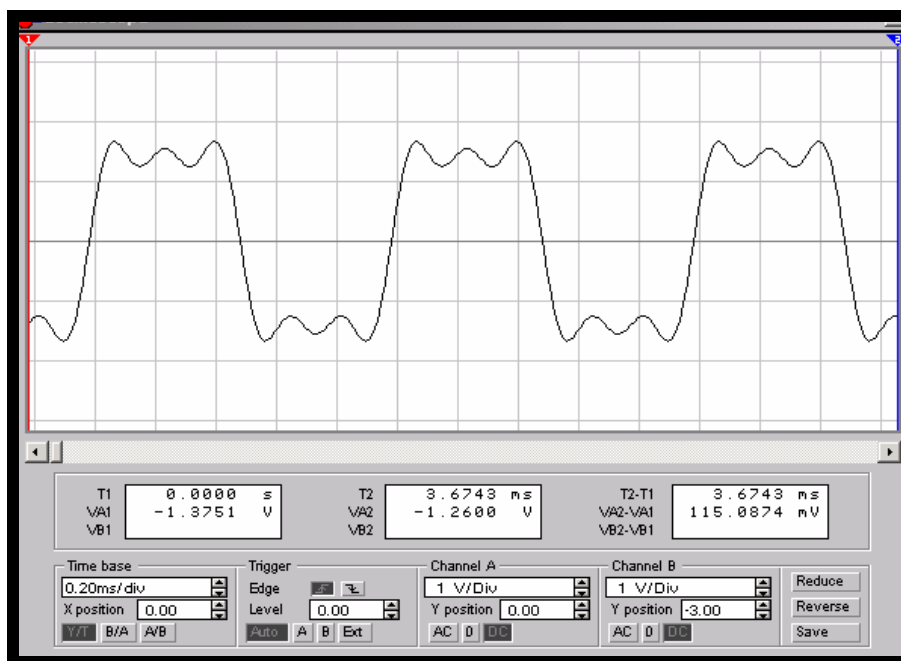 1 2
T1 0.0000 s T2 3.6743 ms T2-T1 3.6743 ms
VA1 -1.3751 V VA2 -1.2600 V VA2-VA1 115.0874 mV
VB1 VB2 VB2-VB1
Time base Trigger Channel A Channel B
0.20ms/div Edge 1 V/Div 1 V/Div Reduce
X position 0.00 Level 0.00 Y position 0.00 Y position -3.00 Reverse
Y/T B/A A/B Auto A B Ext AC 0 DC AC 0 DC Save